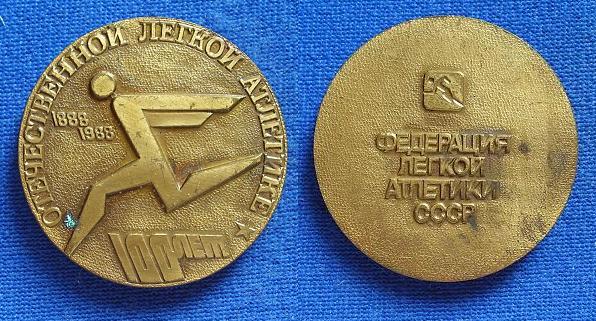 ОТЕЧЕСТВЕННОЙ ЛЕГКОЙ АТЛЕТИКЕ
1888
1988
100 ЛЕТ
ФЕДЕРАЦИЯ
ЛЕГКОЙ
АТЛЕТИКИ
СССР